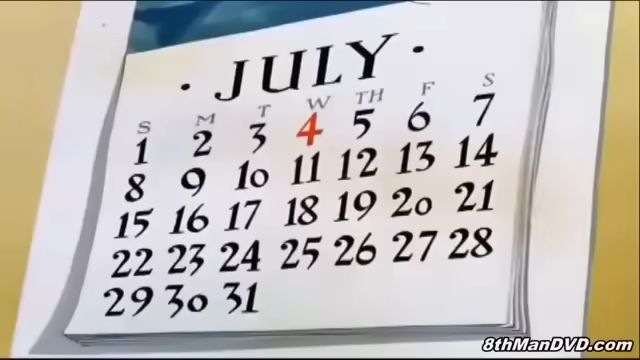 · JULY ·
S M T W TH F S
1 2 3 4 5 6 7
8 9 10 11 12 13 14
15 16 17 18 19 20 21
22 23 24 25 26 27 28
29 30 31
8thManDVD.com